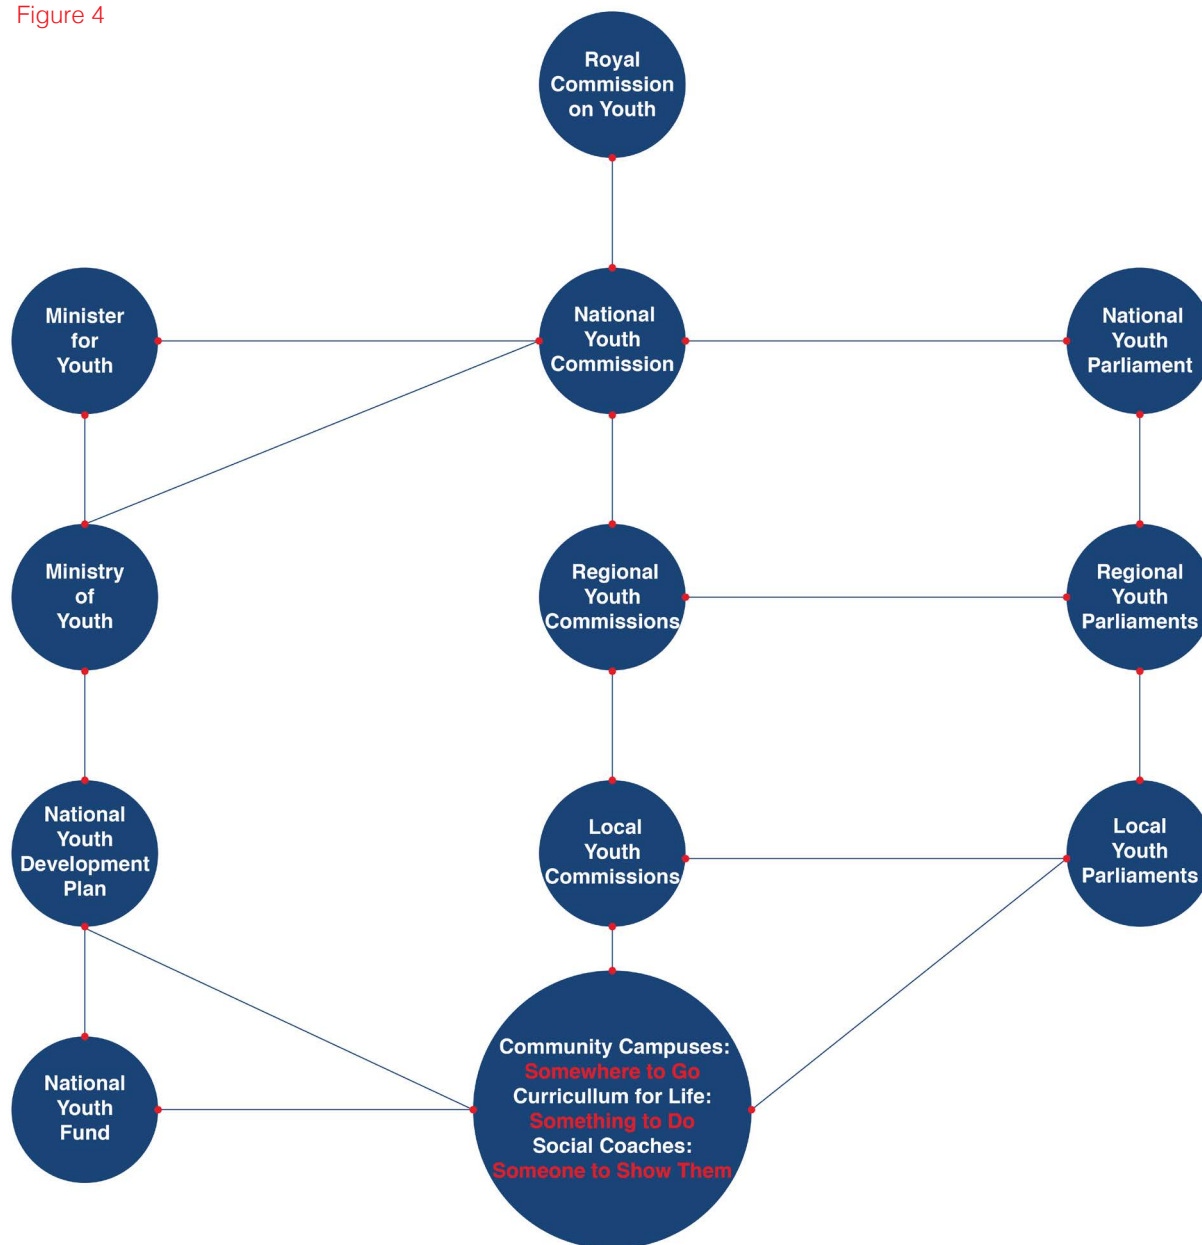 Figure 4
Royal
Commission
on Youth
Minister
for
Youth
National
Youth
Commission
National
Youth
Parliament
Ministry
of
Youth
Regional
Youth
Commissions
Regional
Youth
Parliaments
National
Youth
Development
Plan
Local
Youth
Commissions
Local
Youth
Parliaments
National
Youth
Fund
Community Campuses:
Somewhere to Go
Curricullum for Life:
Something to Do
Social Coaches:
Someone to Show Them